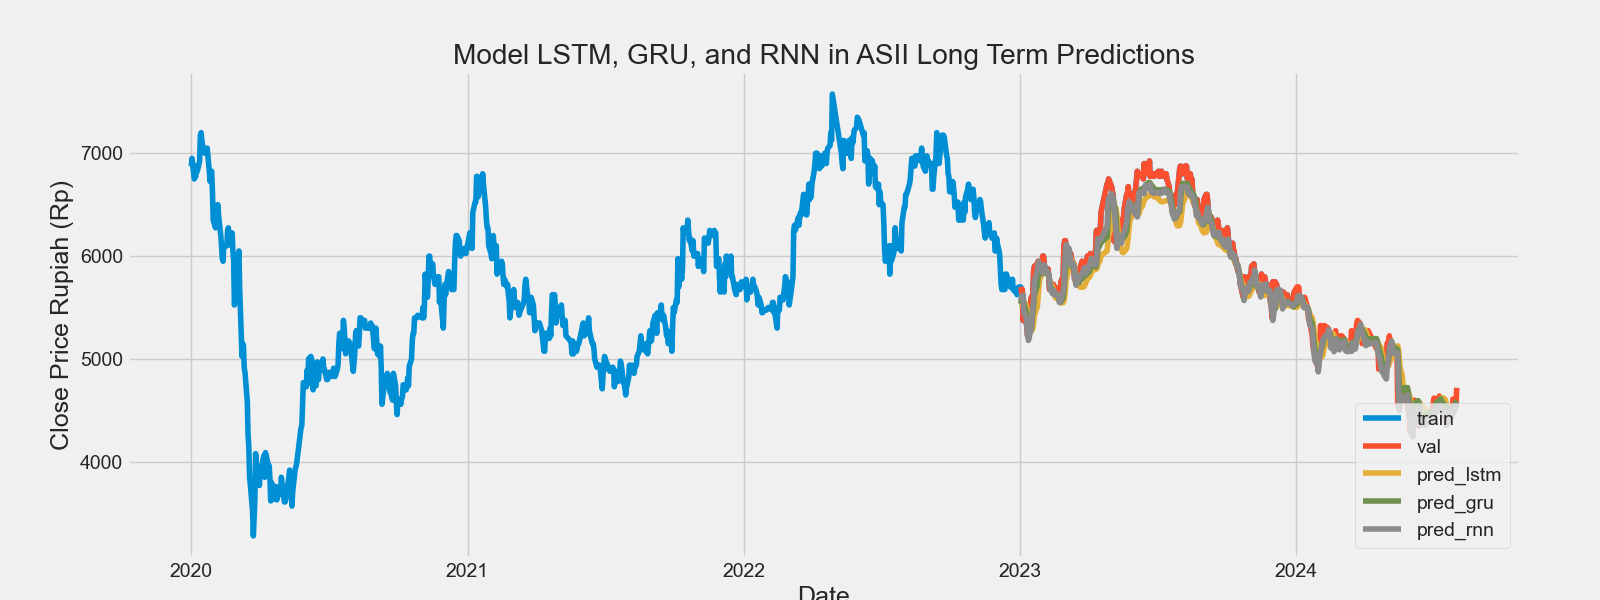 Model LSTM, GRU, and RNN in ASII Long Term Predictions
Close Price Rupiah (Rp)
7000
6000
5000
4000
2020
2021
2022
2023
2024
Date
train
val
pred_lstm
pred_gru
pred_rnn